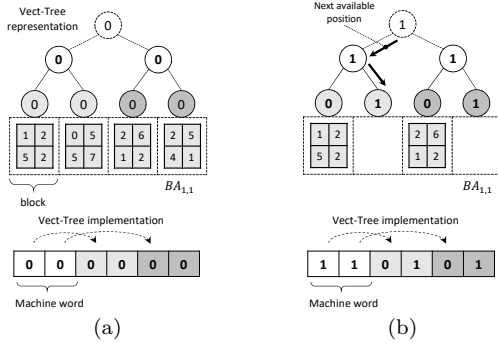 Vect-Tree
representation
0
0 0
0 0 0 0
1 2 0 5 2 6 2 5
5 2 5 7 1 2 4 1
BA1,1
block
Vect-Tree implementation
0 0 0 0 0 0
Machine word
(a)
Next available
position
1
1 1
0 1 0 1
1 2 2 6
5 2 1 2
BA1,1
Vect-Tree implementation
1 1 0 1 0 1
Machine word
(b)